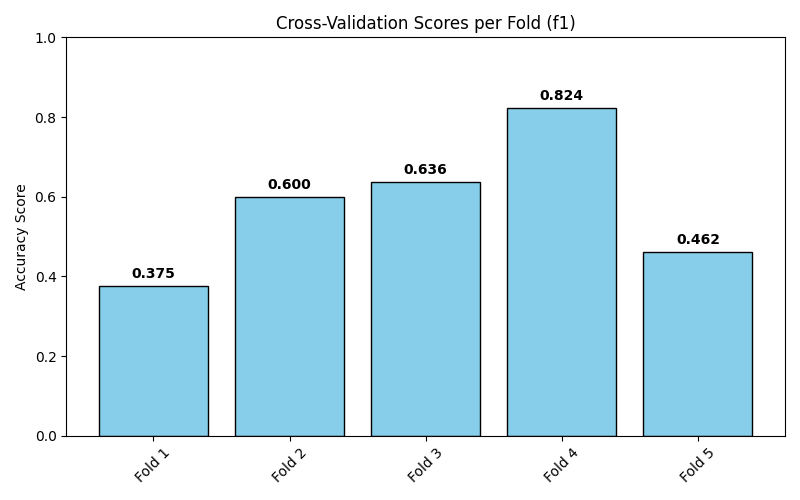 Cross-Validation Scores per Fold (f1)
Accuracy Score
1.0
0.8
0.6
0.4
0.2
0.0
0.375
0.600
0.636
0.824
0.462
Fold 1
Fold 2
Fold 3
Fold 4
Fold 5